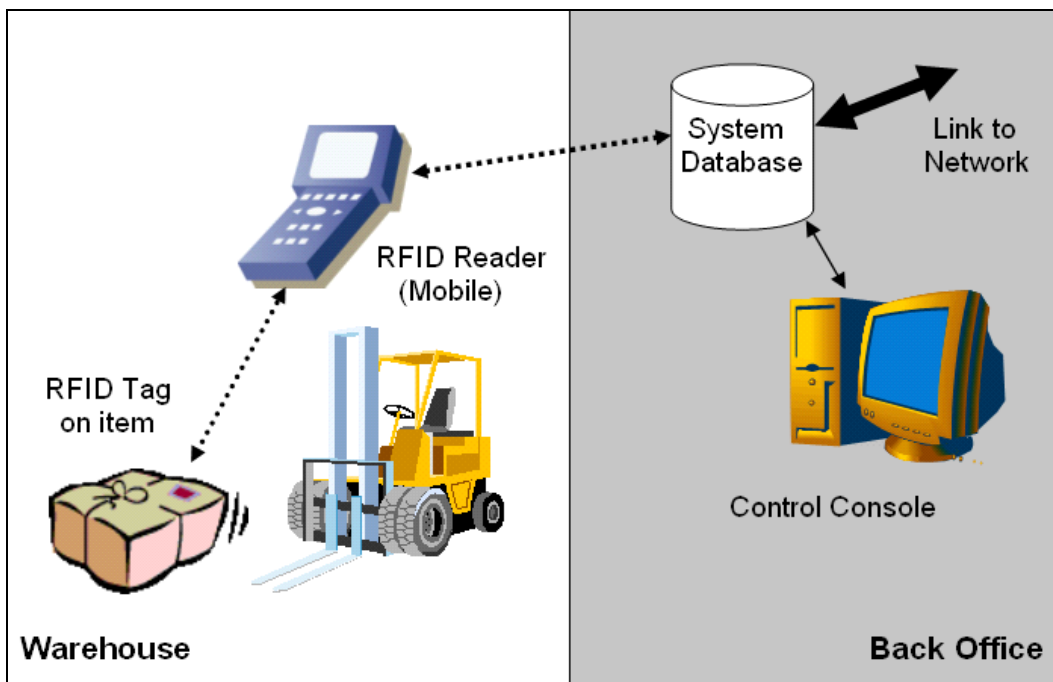 System
Database
Link to
Network
RFID Reader
(Mobile)
RFID Tag
on item
Control Console
Warehouse
Back Office